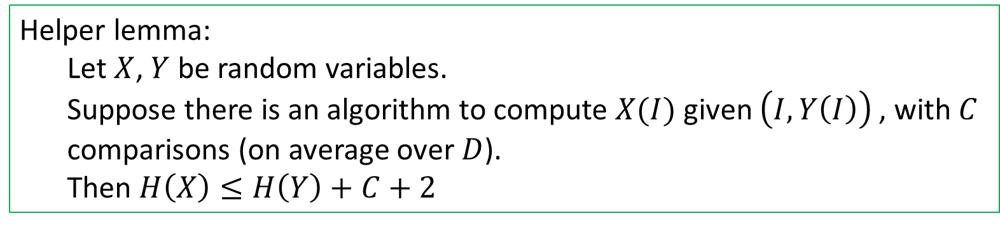 Helper lemma:
Let X, Y be random variables.
Suppose there is an algorithm to compute X(I) given (I, Y(I)) , with C
comparisons (on average over D).
Then H(X) ≤ H(Y) + C + 2